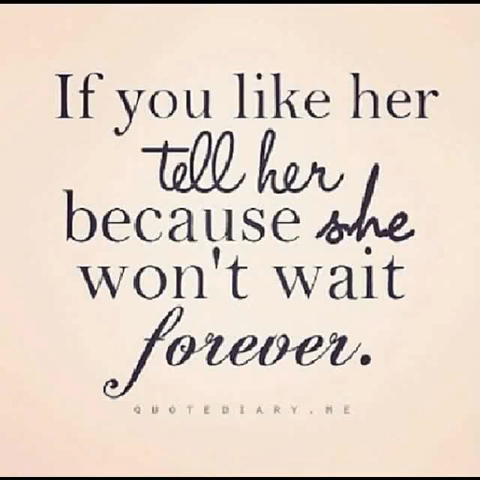 If you like her
tell her
because she
won't wait
forever.
QUOTEDIARY.ME